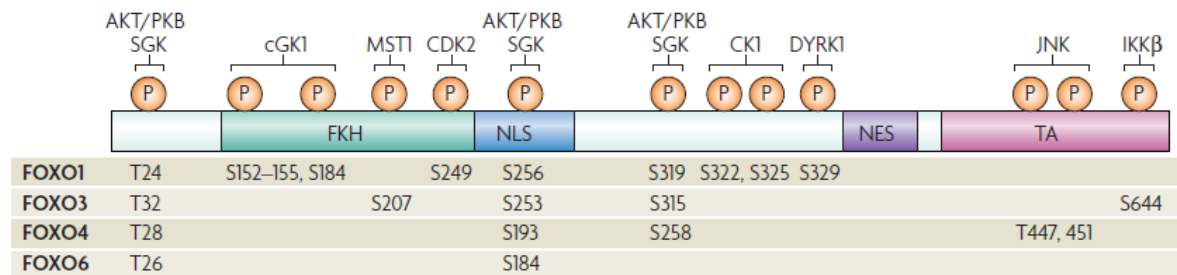 AKT/PKB AKT/PKB AKT/PKB
SGK cGK1 MST1 CDK2 SGK SGK CK1 DYRK1 JNK IKKβ
P P P P P P P P P P P P
FKH NLS NES TA
FOXO1 T24 S152–155, S184 S249 S256 S319 S322, S325 S329
FOXO3 T32 S207 S253 S315 S644
FOXO4 T28 S193 S258 T447, 451
FOXO6 T26 S184